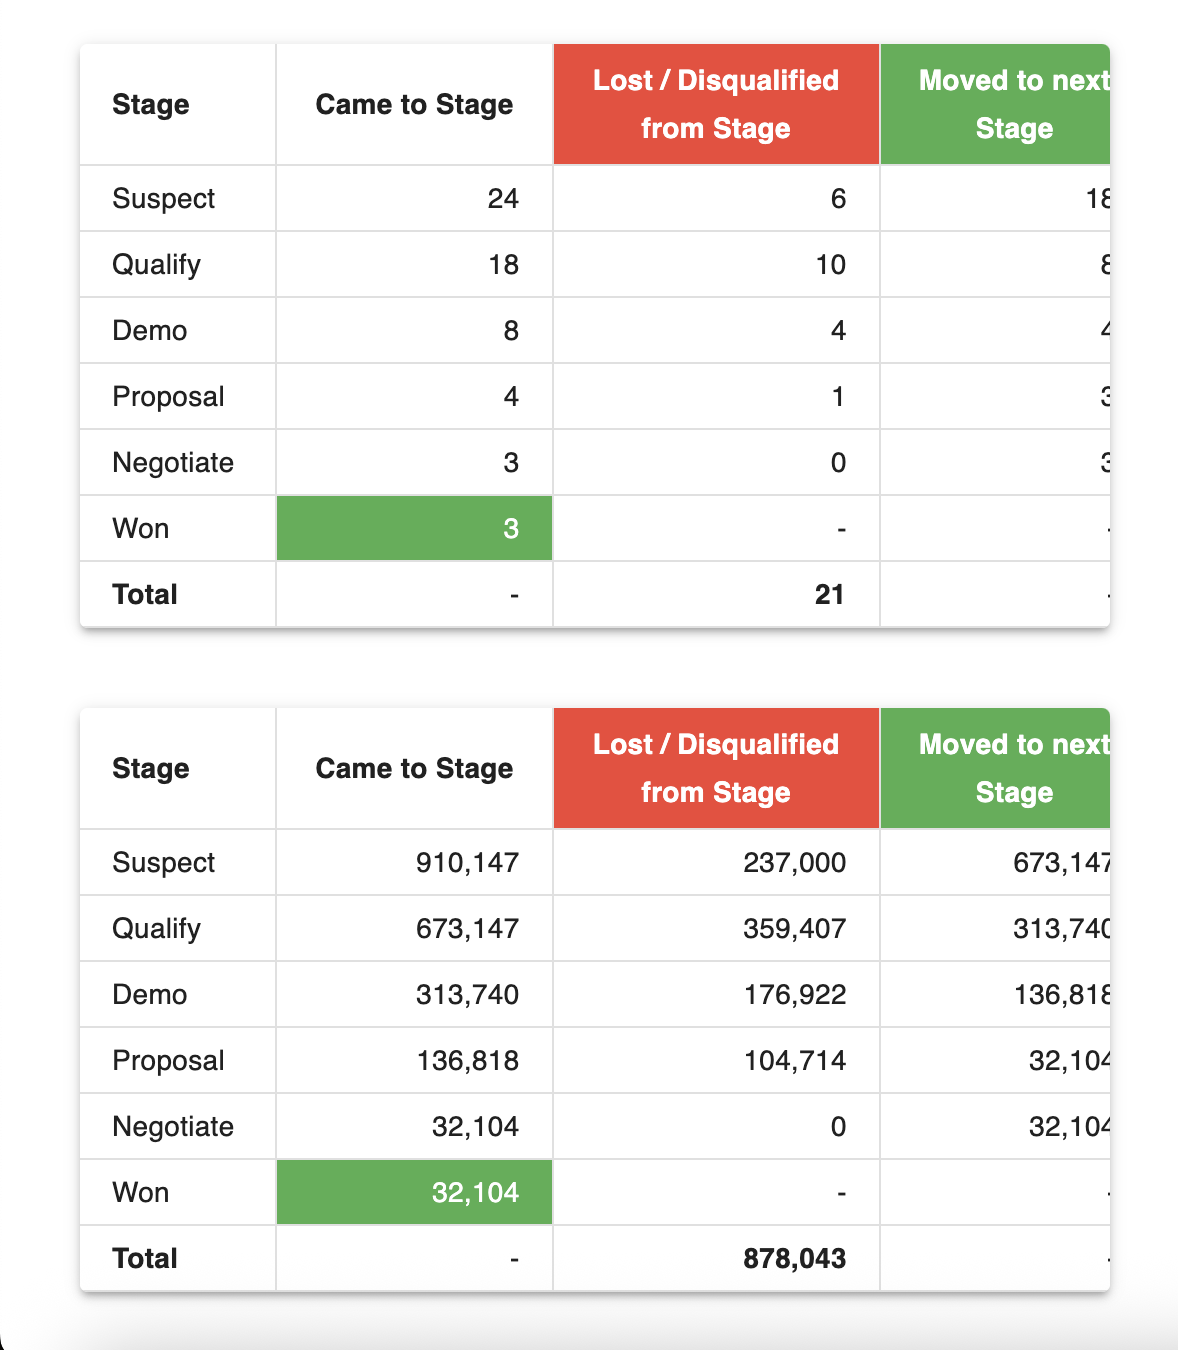 Stage Came to Stage Lost / Disqualified from Stage Moved to next Stage
Suspect 24 6 18
Qualify 18 10 8
Demo 8 4 4
Proposal 4 1 3
Negotiate 3 0 3
Won 3 - -
Total - 21 -
Stage Came to Stage Lost / Disqualified from Stage Moved to next Stage
Suspect 910,147 237,000 673,147
Qualify 673,147 359,407 313,740
Demo 313,740 176,922 136,818
Proposal 136,818 104,714 32,104
Negotiate 32,104 0 32,104
Won 32,104 - -
Total - 878,043 -